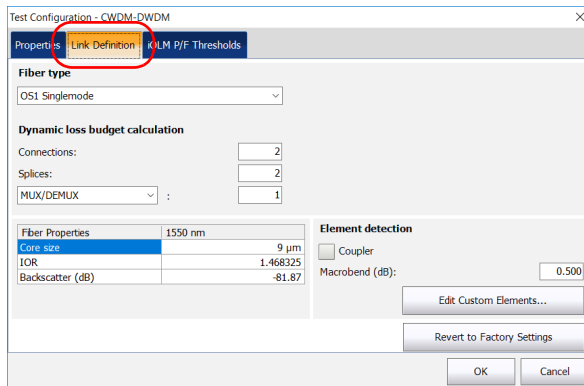 Test Configuration - CWDM-DWDM
Properties Link Definition iOLM P/F Thresholds
Fiber type
OS1 Singlemode
Dynamic loss budget calculation
Connections: 2
Splices: 2
MUX/DEMUX : 1
Fiber Properties 1550 nm
Core size 9 µm
IOR 1.468325
Backscatter (dB) -81.87
Element detection
Coupler
Macrobend (dB): 0.500
Edit Custom Elements...
Revert to Factory Settings
OK Cancel